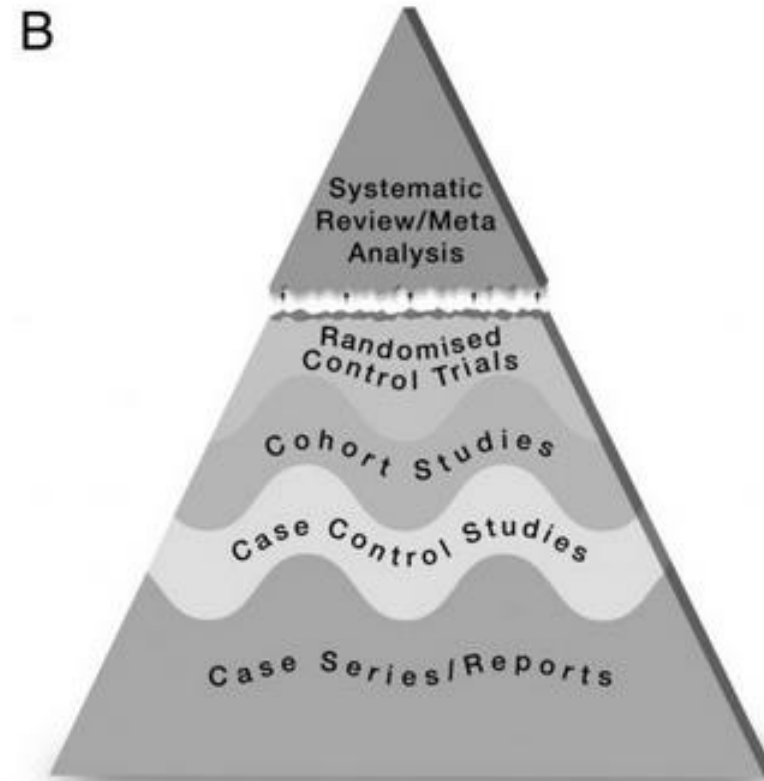 B
Systematic
Review/Meta
Analysis
Randomised
Control Trials
Cohort Studies
Case Control Studies
Case Series/Reports